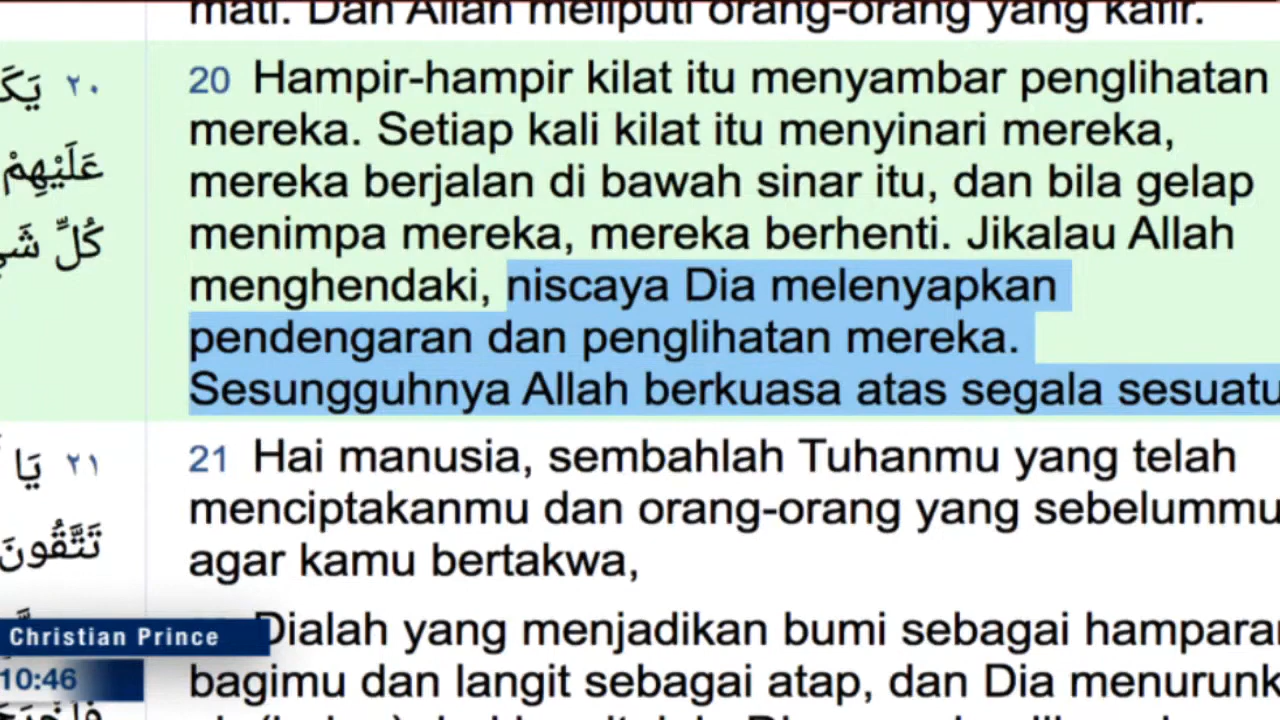 mati. Dan Allah meliputi orang-orang yang kafir.
٢٠
عَلَيْهِمْ
كُلِّ
20 Hampir-hampir kilat itu menyambar penglihatan
mereka. Setiap kali kilat itu menyinari mereka,
mereka berjalan di bawah sinar itu, dan bila gelap
menimpa mereka, mereka berhenti. Jikalau Allah
menghendaki, niscaya Dia melenyapkan
pendengaran dan penglihatan mereka.
Sesungguhnya Allah berkuasa atas segala sesuatu
٢١ يَا
تَتَّقُونَ
21 Hai manusia, sembahlah Tuhanmu yang telah
menciptakanmu dan orang-orang yang sebelummu
agar kamu bertakwa,
Dialah yang menjadikan bumi sebagai
bagimu dan langit sebagai atap, dan Dia
Christian Prince
10:46